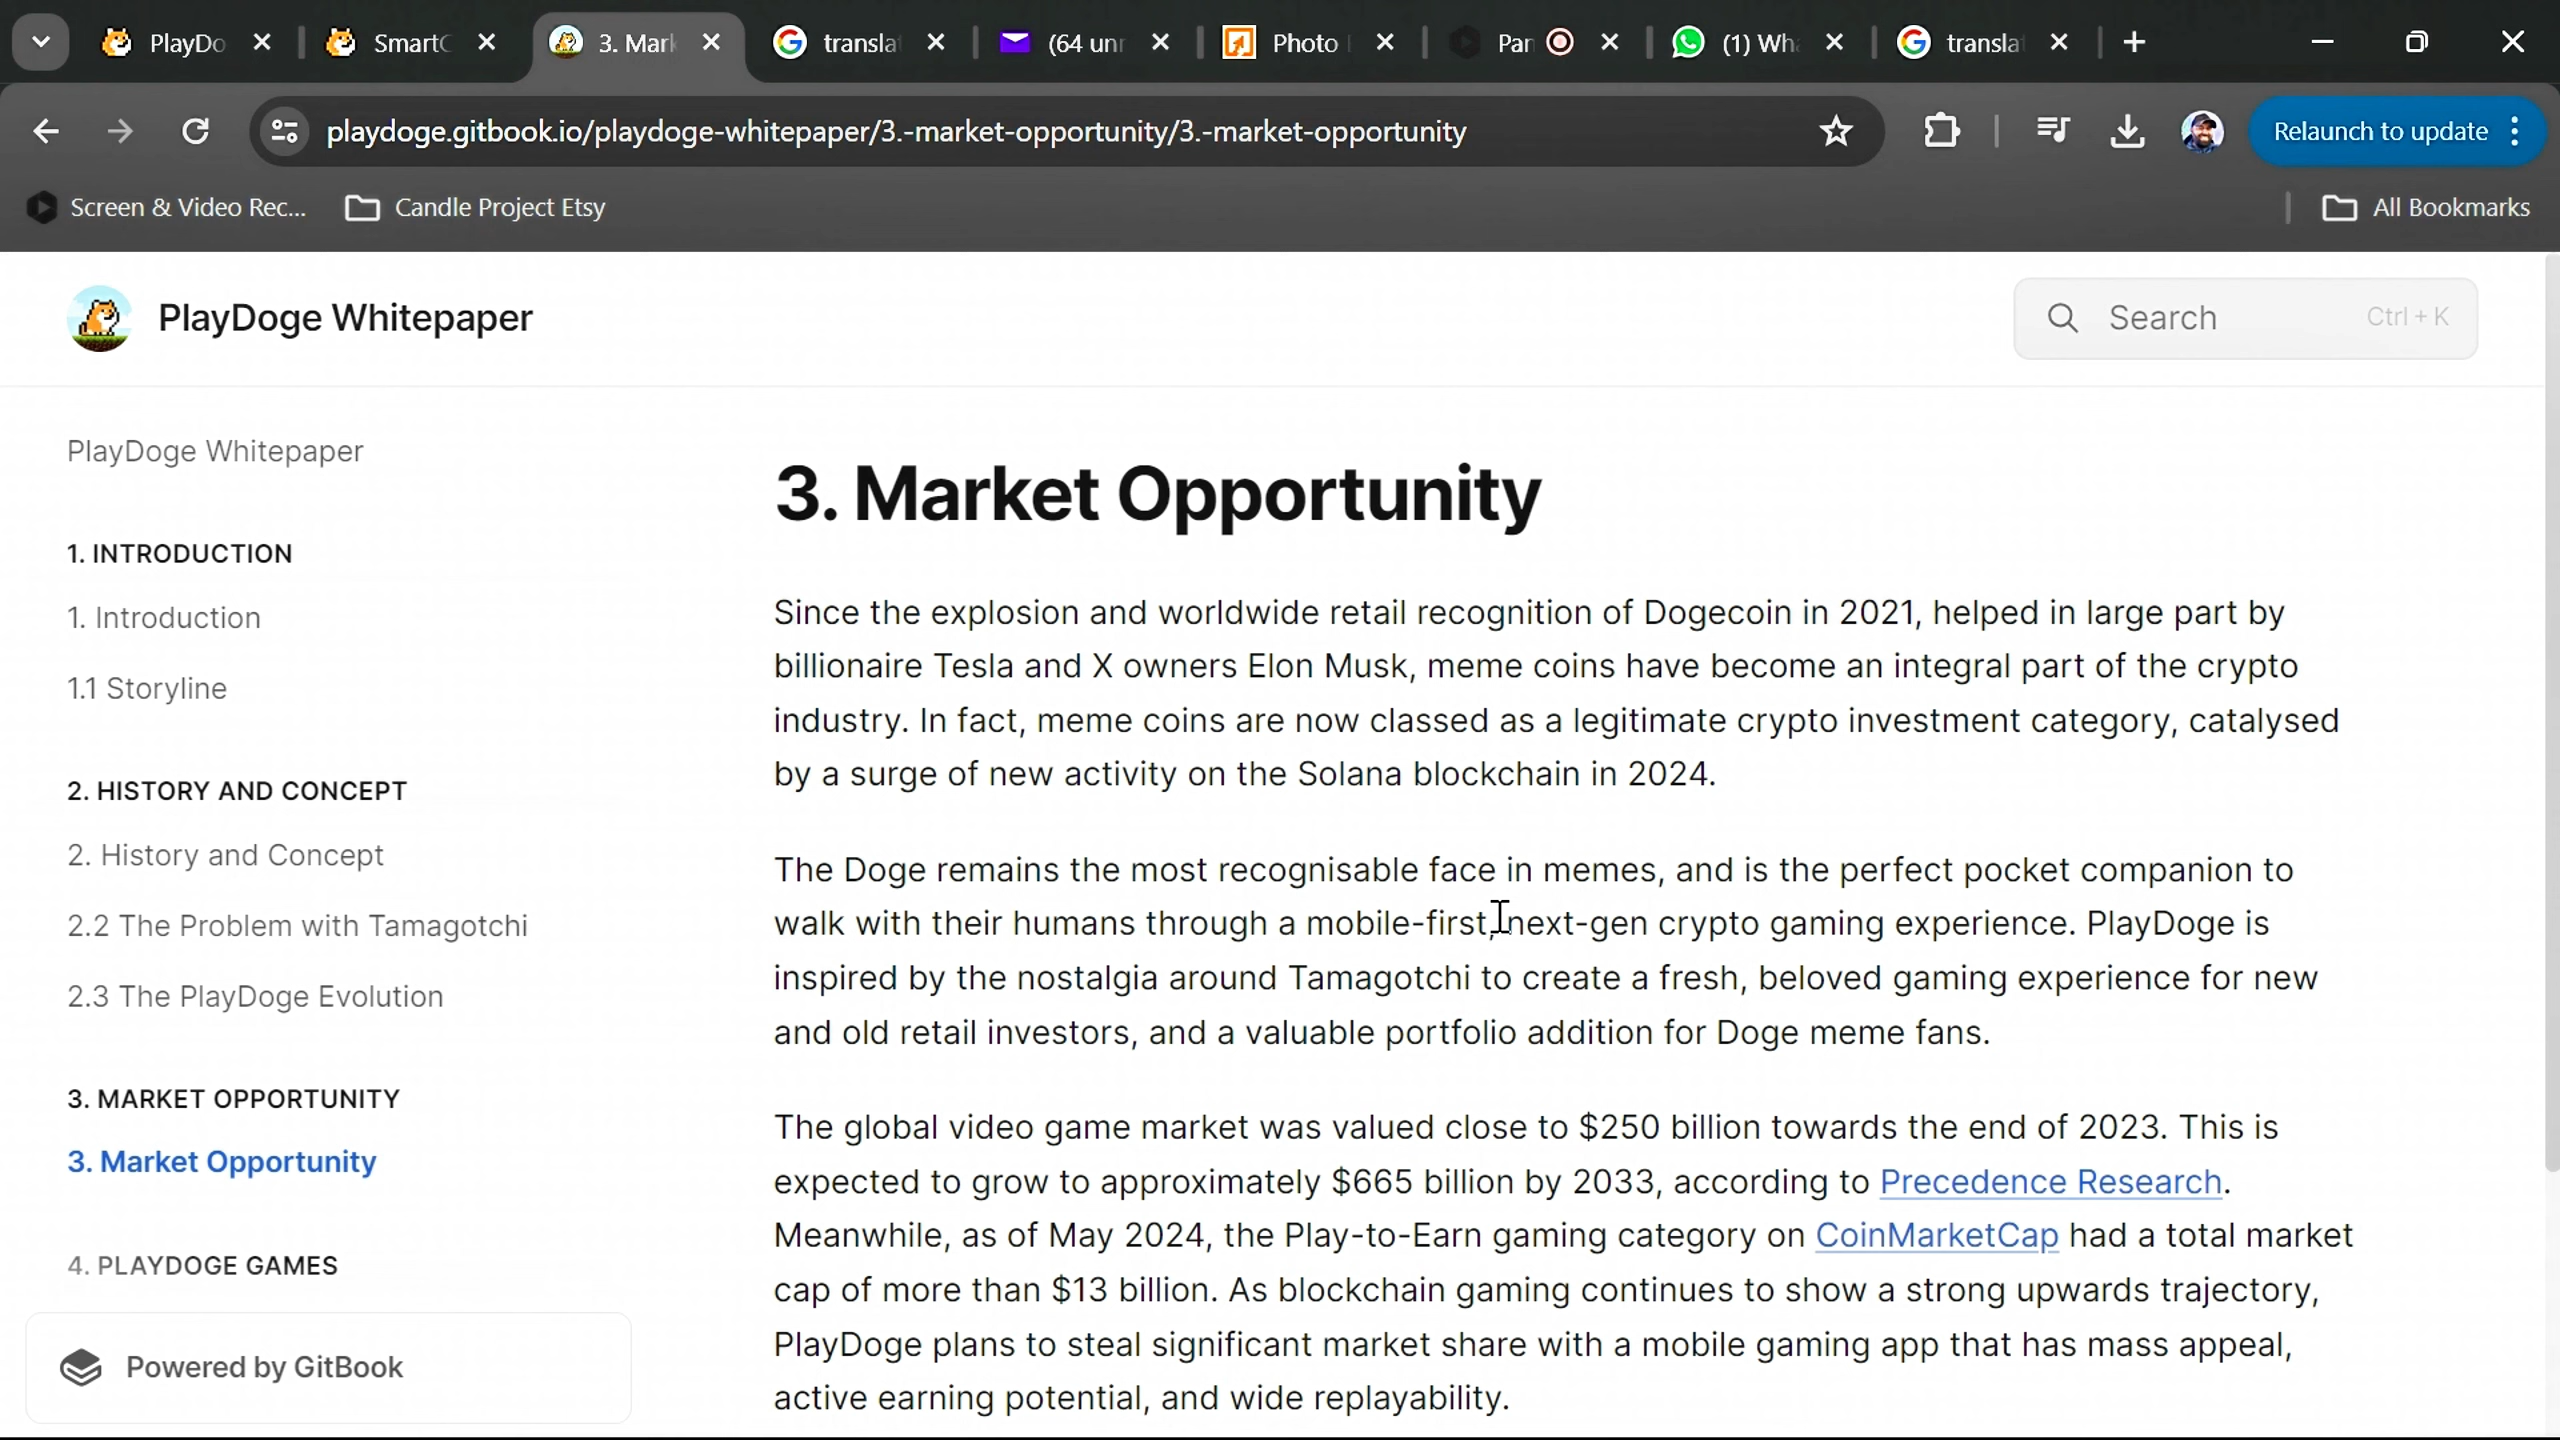 PlayDo
SmartC
3. Mark
transla
(64 unr
Photo
Pan
(1) Wha
transla
playdoge.gitbook.io/playdoge-whitepaper/3.-market-opportunity/3.-market-opportunity
Relaunch to update
Screen & Video Rec...
Candle Project Etsy
All Bookmarks
PlayDoge Whitepaper
Search
Ctrl + K
PlayDoge Whitepaper
1. INTRODUCTION
1. Introduction
1.1 Storyline
2. HISTORY AND CONCEPT
2. History and Concept
2.2 The Problem with Tamagotchi
2.3 The PlayDoge Evolution
3. MARKET OPPORTUNITY
3. Market Opportunity
4. PLAYDOGE GAMES
Powered by GitBook
3. Market Opportunity
Since the explosion and worldwide retail recognition of Dogecoin in 2021, helped in large part by
billionaire Tesla and X owners Elon Musk, meme coins have become an integral part of the crypto
industry. In fact, meme coins are now classed as a legitimate crypto investment category, catalysed
by a surge of new activity on the Solana blockchain in 2024.
The Doge remains the most recognisable face in memes, and is the perfect pocket companion to
walk with their humans through a mobile-first, next-gen crypto gaming experience. PlayDoge is
inspired by the nostalgia around Tamagotchi to create a fresh, beloved gaming experience for new
and old retail investors, and a valuable portfolio addition for Doge meme fans.
The global video game market was valued close to $250 billion towards the end of 2023. This is
expected to grow to approximately $665 billion by 2033, according to Precedence Research.
Meanwhile, as of May 2024, the Play-to-Earn gaming category on CoinMarketCap had a total market
cap of more than $13 billion. As blockchain gaming continues to show a strong upwards trajectory,
PlayDoge plans to steal significant market share with a mobile gaming app that has mass appeal,
active earning potential, and wide replayability.